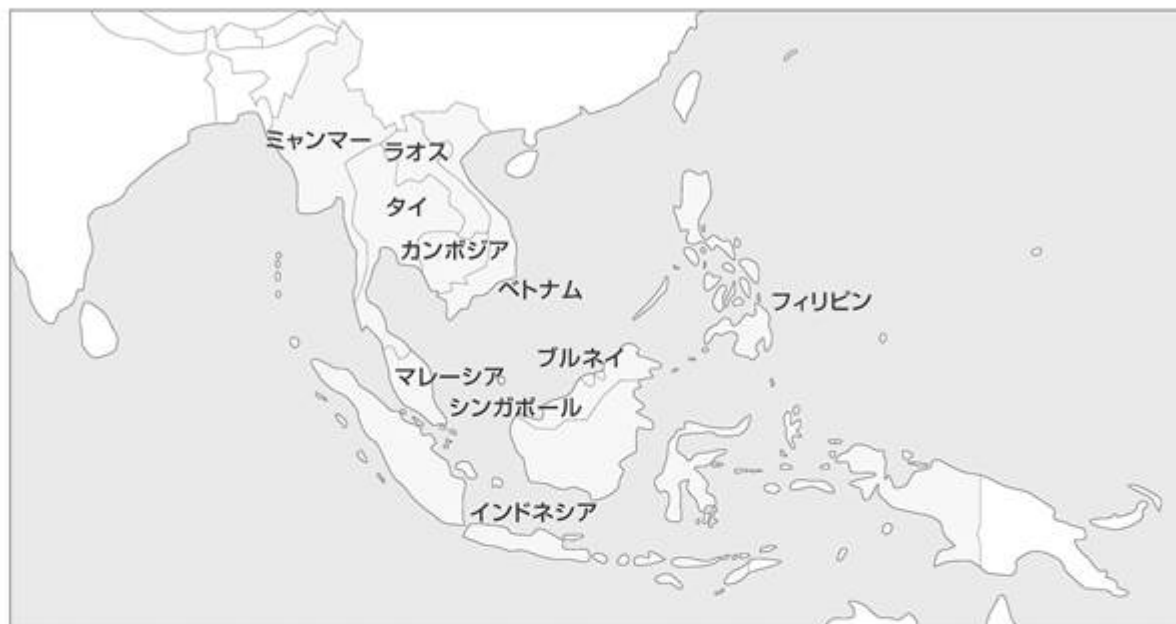 ミャンマー
ラオス
タイ
カンボジア
ベトナム
フィリピン
ブルネイ
マレーシア
シンガポール
インドネシア